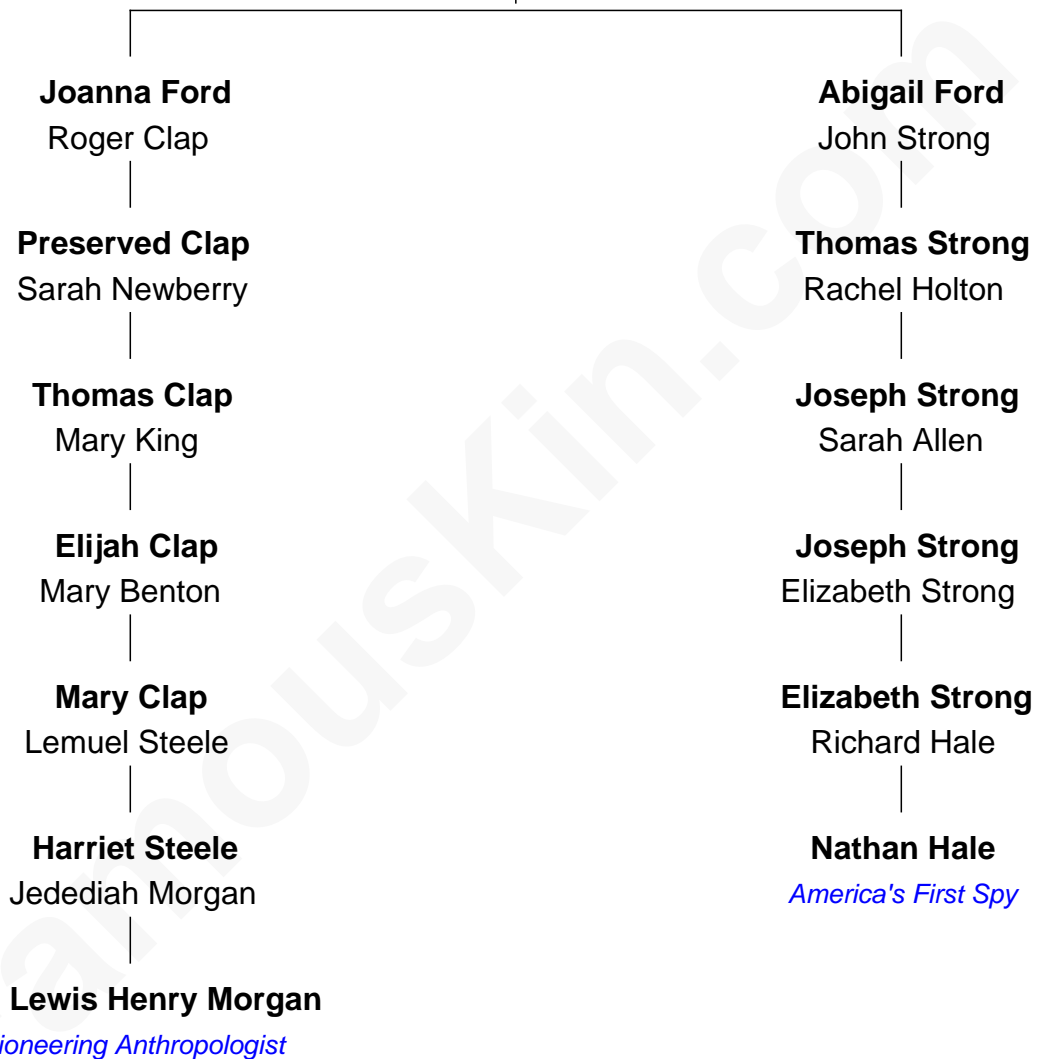 Joanna Ford
Roger Clap
Preserved Clap
Sarah Newberry
Thomas Clap
Mary King
Elijah Clap
Mary Benton
Mary Clap
Lemuel Steele
Harriet Steele
Jedediah Morgan
Lewis Henry Morgan
ioneering Anthropologist
Abigail Ford
John Strong
Thomas Strong
Rachel Holton
Joseph Strong
Sarah Allen
Joseph Strong
Elizabeth Strong
Elizabeth Strong
Richard Hale
Nathan Hale
America's First Spy
amouskin.com